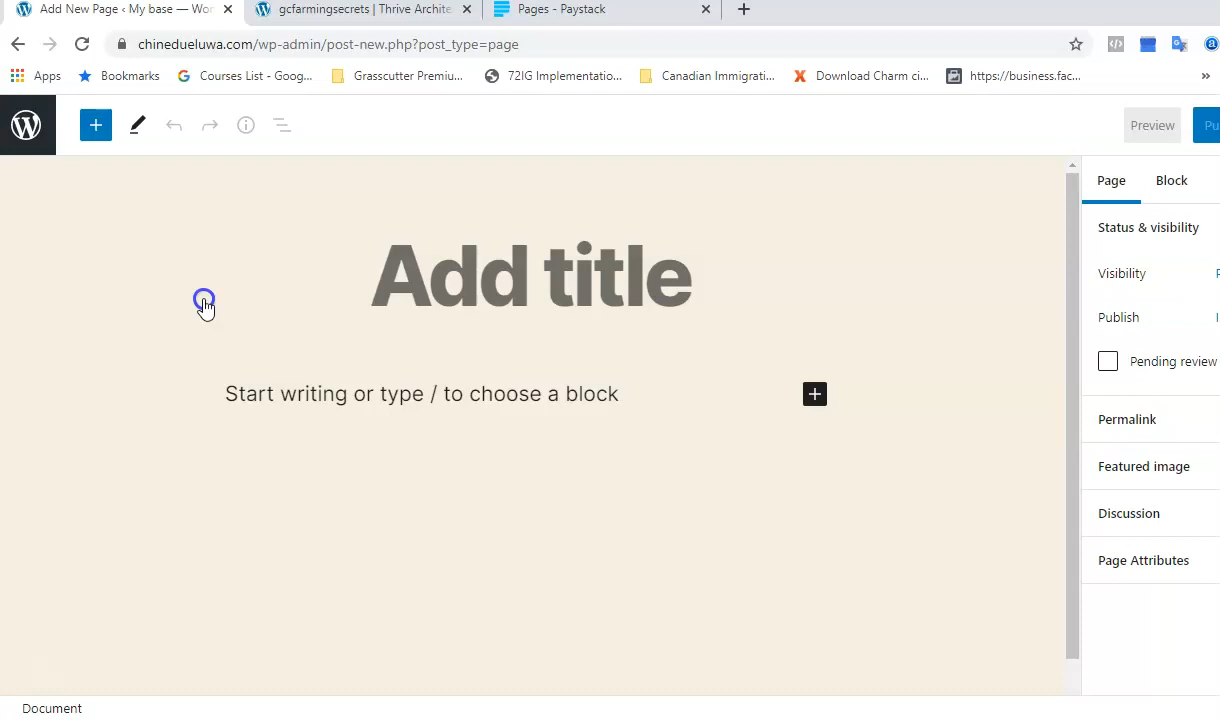 Add New Page ‹ My base — Wor
gcfarmingsecrets | Thrive Archite
Pages - Paystack
chinedueluwa.com/wp-admin/post-new.php?post_type=page
Apps
Bookmarks
Courses List - Goog...
Grasscutter Premiu...
72IG Implementatio...
Canadian Immigrati...
Download Charm ci...
https://business.fac...
»
Preview
Pu
Page
Block
Add title
Start writing or type / to choose a block
Status & visibility
Visibility
Publish
Pending review
Permalink
Featured image
Discussion
Page Attributes
Document